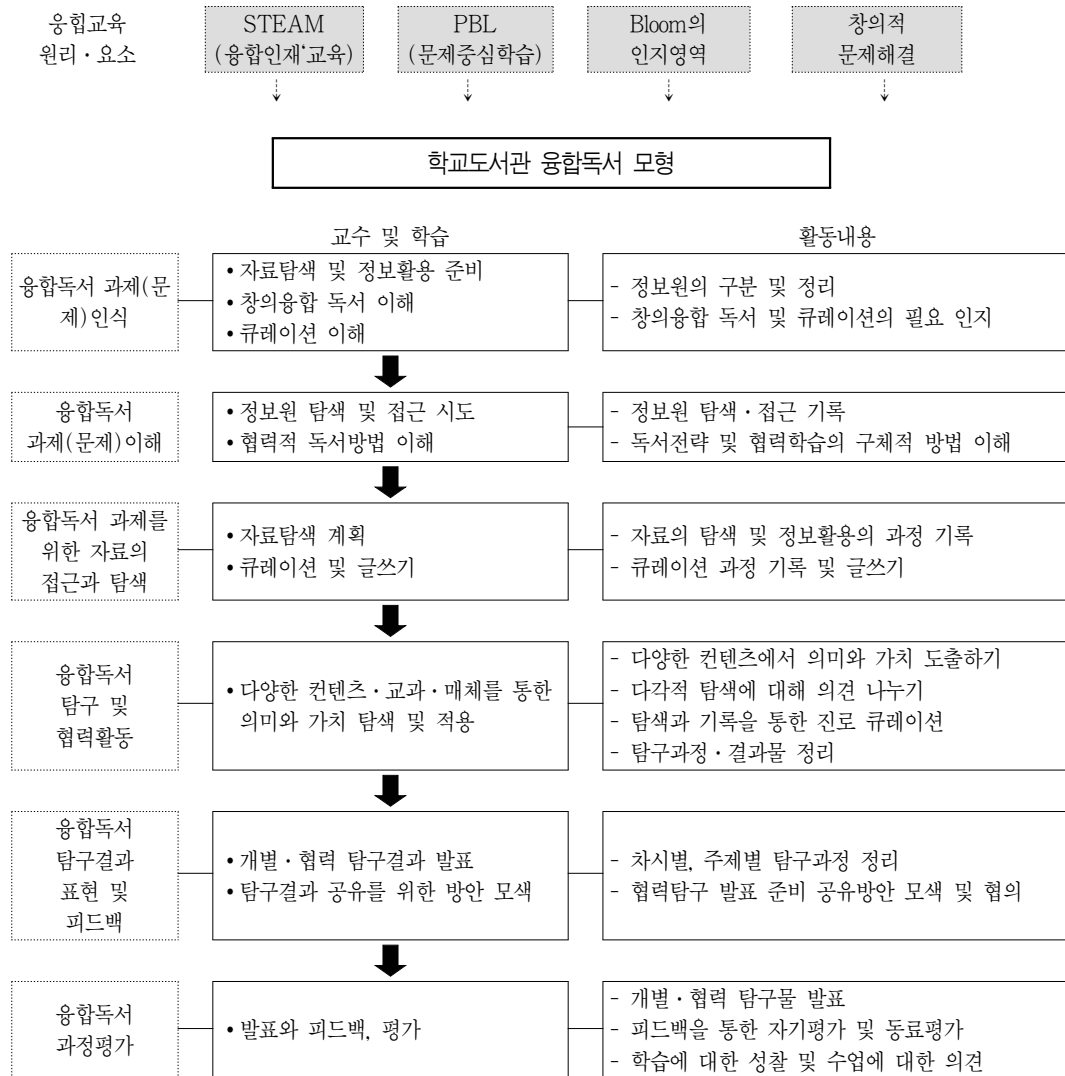 융힙교육
원리·요소
STEAM
(융합인재'교육)
PBL
(문제중심학습)
Bloom의
인지영역
창의적
문제해결
학교도서관 융합독서 모형
교수 및 학습
활동내용
융합독서 과제(문
제)인식
• 자료탐색 및 정보활용 준비
• 창의융합 독서 이해
• 큐레이션 이해
- 정보원의 구분 및 정리
- 창의융합 독서 및 큐레이션의 필요 인지
융합독서
과제(문제)이해
• 정보원 탐색 및 접근 시도
• 협력적 독서방법 이해
- 정보원 탐색·접근 기록
- 독서전략 및 협력학습의 구체적 방법 이해
융합독서 과제를
위한 자료의
접근과 탐색
• 자료탐색 계획
• 큐레이션 및 글쓰기
- 자료의 탐색 및 정보활용의 과정 기록
- 큐레이션 과정 기록 및 글쓰기
융합독서
탐구 및
협력활동
• 다양한 컨텐츠·교과·매체를 통한
의미와 가치 탐색 및 적용
- 다양한 컨텐츠에서 의미와 가치 도출하기
- 다각적 탐색에 대해 의견 나누기
- 탐색과 기록을 통한 진로 큐레이션
- 탐구과정·결과물 정리
융합독서
탐구결과
표현 및
피드백
• 개별·협력 탐구결과 발표
• 탐구결과 공유를 위한 방안 모색
- 차시별, 주제별 탐구과정 정리
- 협력탐구 발표 준비 공유방안 모색 및 협의
융합독서
과정평가
• 발표와 피드백, 평가
- 개별·협력 탐구물 발표
- 피드백을 통한 자기평가 및 동료평가
- 학습에 대한 성찰 및 수업에 대한 의견